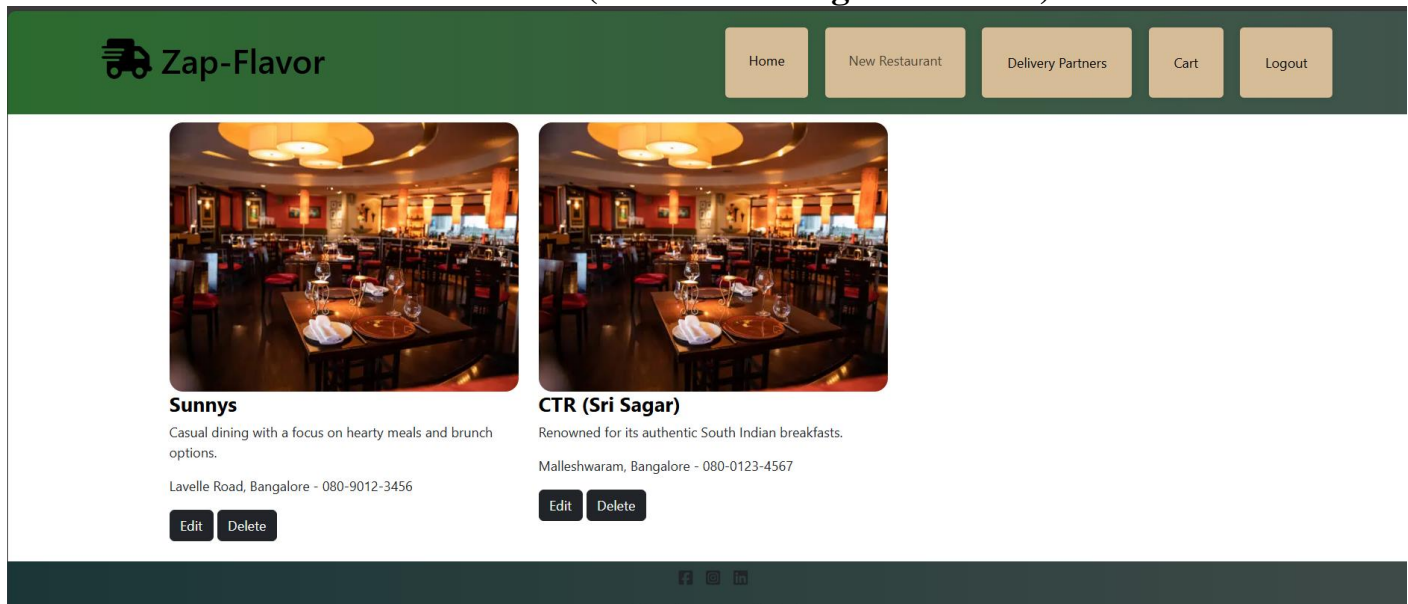 Zap-Flavor
Home New Restaurant Delivery Partners Cart Logout
Sunnys
Casual dining with a focus on hearty meals and brunch
options.
Lavelle Road, Bangalore - 080-9012-3456
Edit Delete
CTR (Sri Sagar)
Renowned for its authentic South Indian breakfasts.
Malleshwaram, Bangalore - 080-0123-4567
Edit Delete